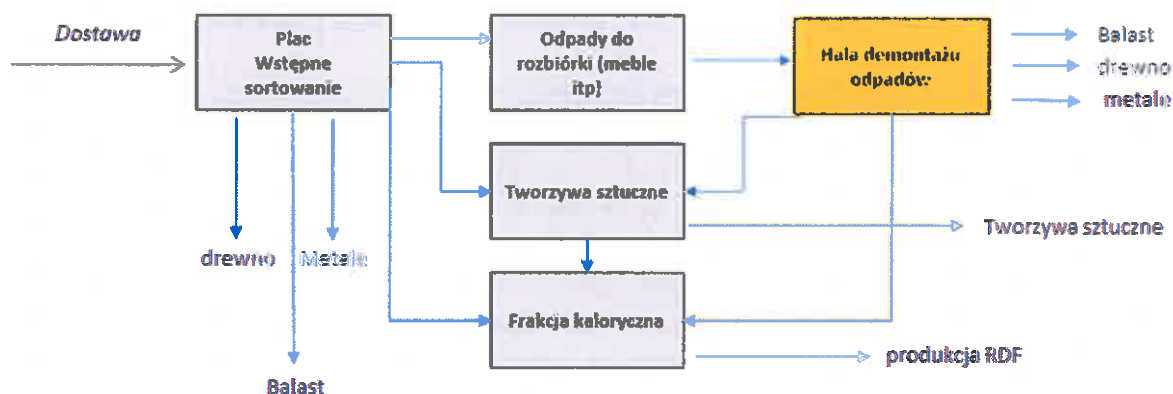 Dostawa
Plac
Wstępne
sortowanie
Odpady do
rozbiórki (meble
itp)
Hala demontażu
odpadów
Balast
drewno
metale
Tworzywa sztuczne
Tworzywa sztuczne
drewno
Metale
Frakcja kaloryczna
produkcja RDF
Balast